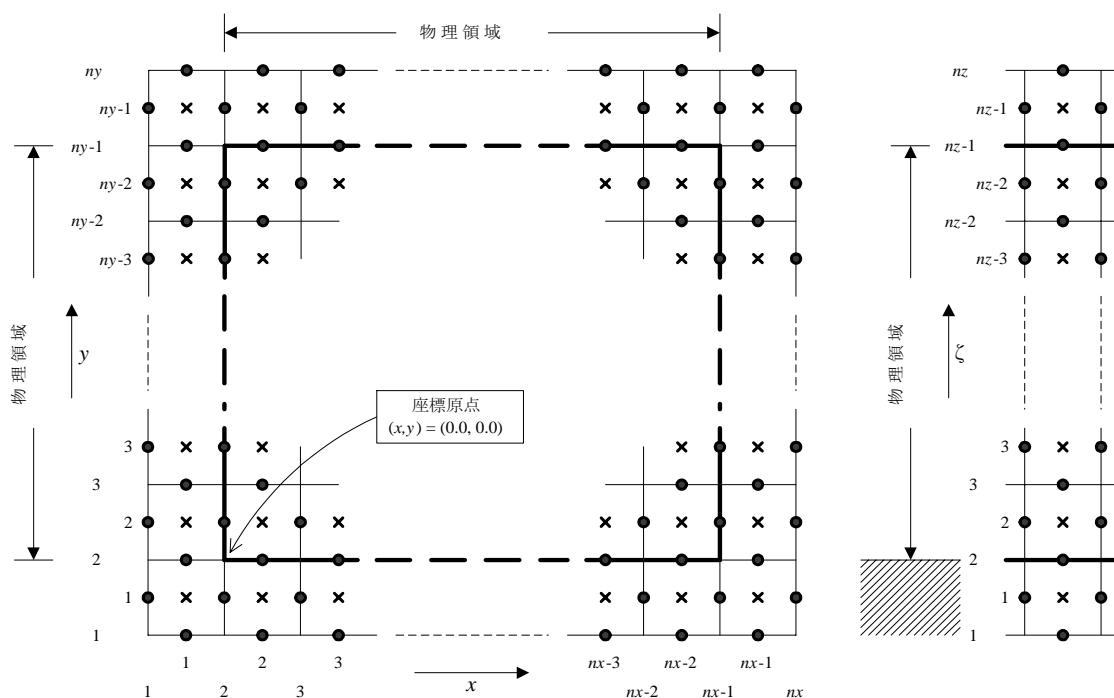 物理領域
ny
ny-1
ny-1
ny-2
ny-2
ny-3
物理領域
y
座標原点
(x,y) = (0.0, 0.0)
3
3
2
2
1
1
1
2
3
nx-3
nx-2
nx-1
1
2
3
x
nx-2
nx-1
nx
nz
nz-1
nz-1
nz-2
nz-2
nz-3
物理領域
ζ
3
3
2
2
1
1